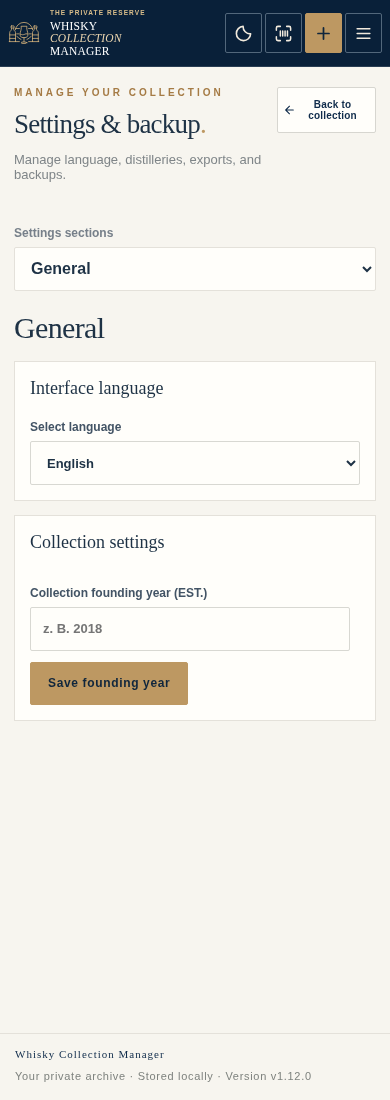 THE PRIVATE RESERVE
WHISKY
COLLECTION
MANAGER
MANAGE YOUR COLLECTION
Settings & backup.
Manage language, distilleries, exports, and
backups.
Back to
collection
Settings sections
General
General
Interface language
Select language
English
Collection settings
Collection founding year (EST.)
z. B. 2018
Save founding year
Whisky Collection Manager
Your private archive · Stored locally · Version v1.12.0